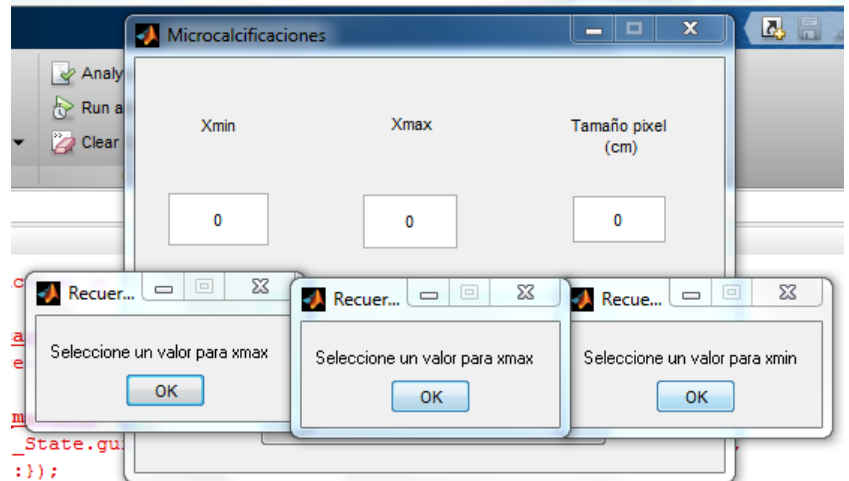 Microcalcificaciones
Analy
Run a
Clear
Xmin
Xmax
Tamaño pixel
(cm)
0
0
0
Recuer...
Seleccione un valor para xmax
OK
Recuer...
Seleccione un valor para xmax
OK
Recue...
Seleccione un valor para xmin
OK
_State.gui
:});